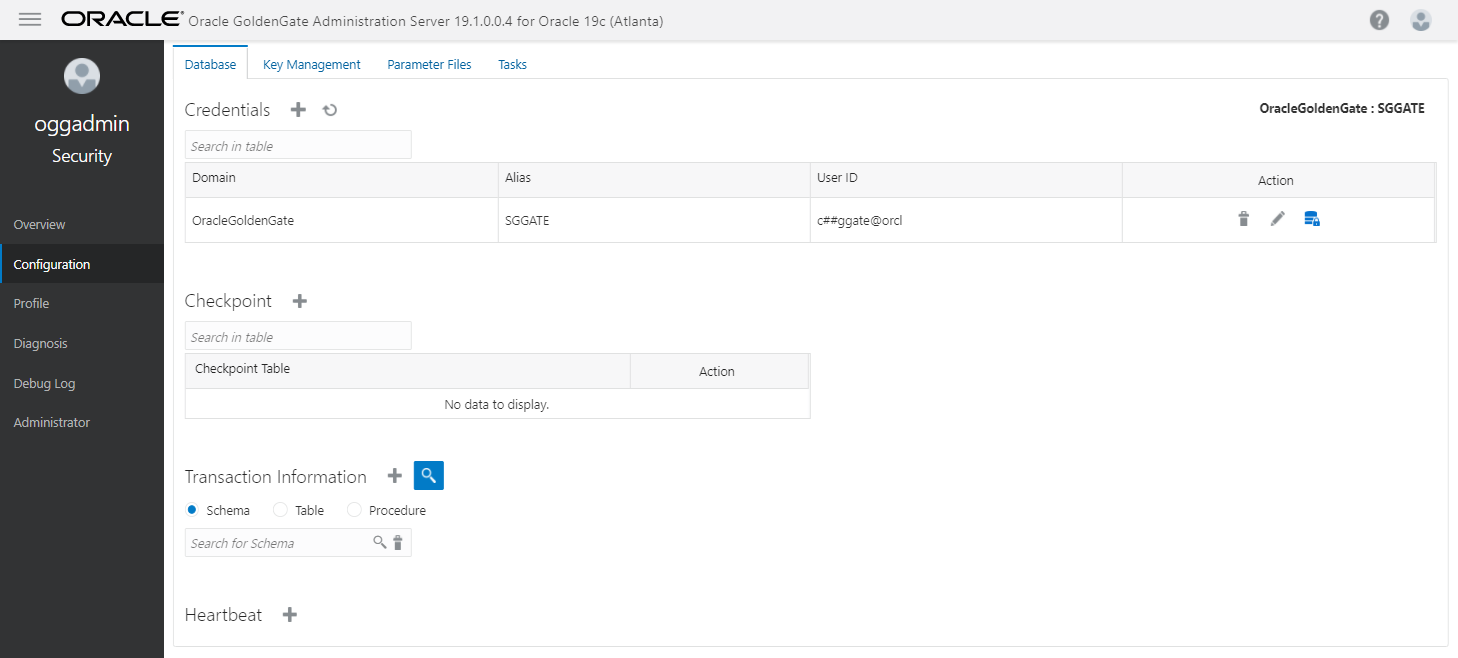 ORACLE® Oracle GoldenGate Administration Server 19.1.0.0.4 for Oracle 19c (Atlanta)
oggadmin
Security
Overview
Configuration
Profile
Diagnosis
Debug Log
Administrator
Database Key Management Parameter Files Tasks
Credentials
OracleGoldenGate : SGGATE
Search in table
Domain Alias User ID Action
OracleGoldenGate SGGATE c##ggate@orcl
Checkpoint
Search in table
Checkpoint Table Action
No data to display.
Transaction Information
Schema Table Procedure
Search for Schema
Heartbeat